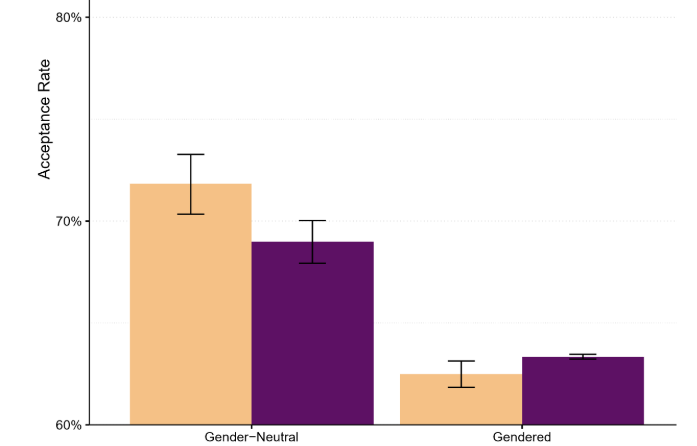 80%
Acceptance Rate
70%
60%
Gender-Neutral
Gendered